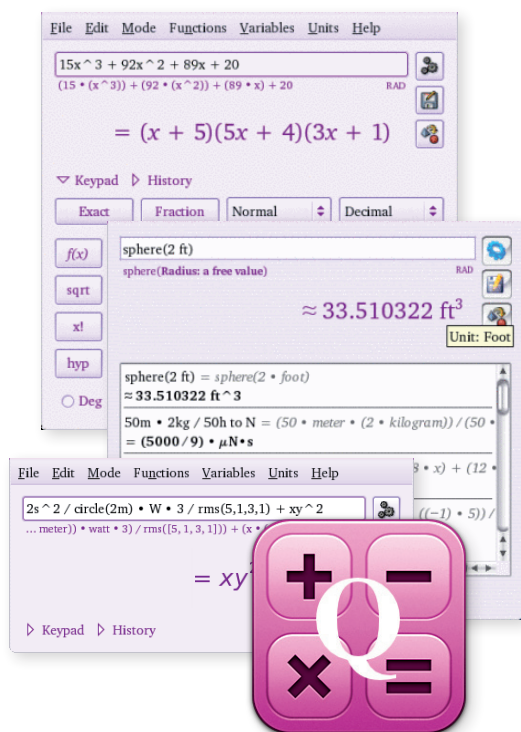 File Edit Mode Functions Variables Units Help
15x^3 + 92x^2 + 89x + 20
(15 • (x^3)) + (92 • (x^2)) + (89 • x) + 20 RAD
= (x + 5)(5x + 4)(3x + 1)
Keypad History
Exact Fraction Normal Decimal
f(x)
sqrt
x!
hyp
Deg
sphere(2 ft)
sphere(Radius: a free value) RAD
≈ 33.510322 ft³
Unit: Foot
sphere(2 ft) = sphere(2 • foot)
≈ 33.510322 ft^3
50m • 2kg / 50h to N = (50 • meter • (2 • kilogram)) / (50 •
= (5000/9) • μN•s
• x) + (12 •
((−1) • 5)) /
File Edit Mode Functions Variables Units Help
2s^2 / circle(2m) • W • 3 / rms(5,1,3,1) + xy^2
... meter)) • watt • 3) / rms([5, 1, 3, 1])) + (x •
= xy
Keypad History
+ −
Q
× =